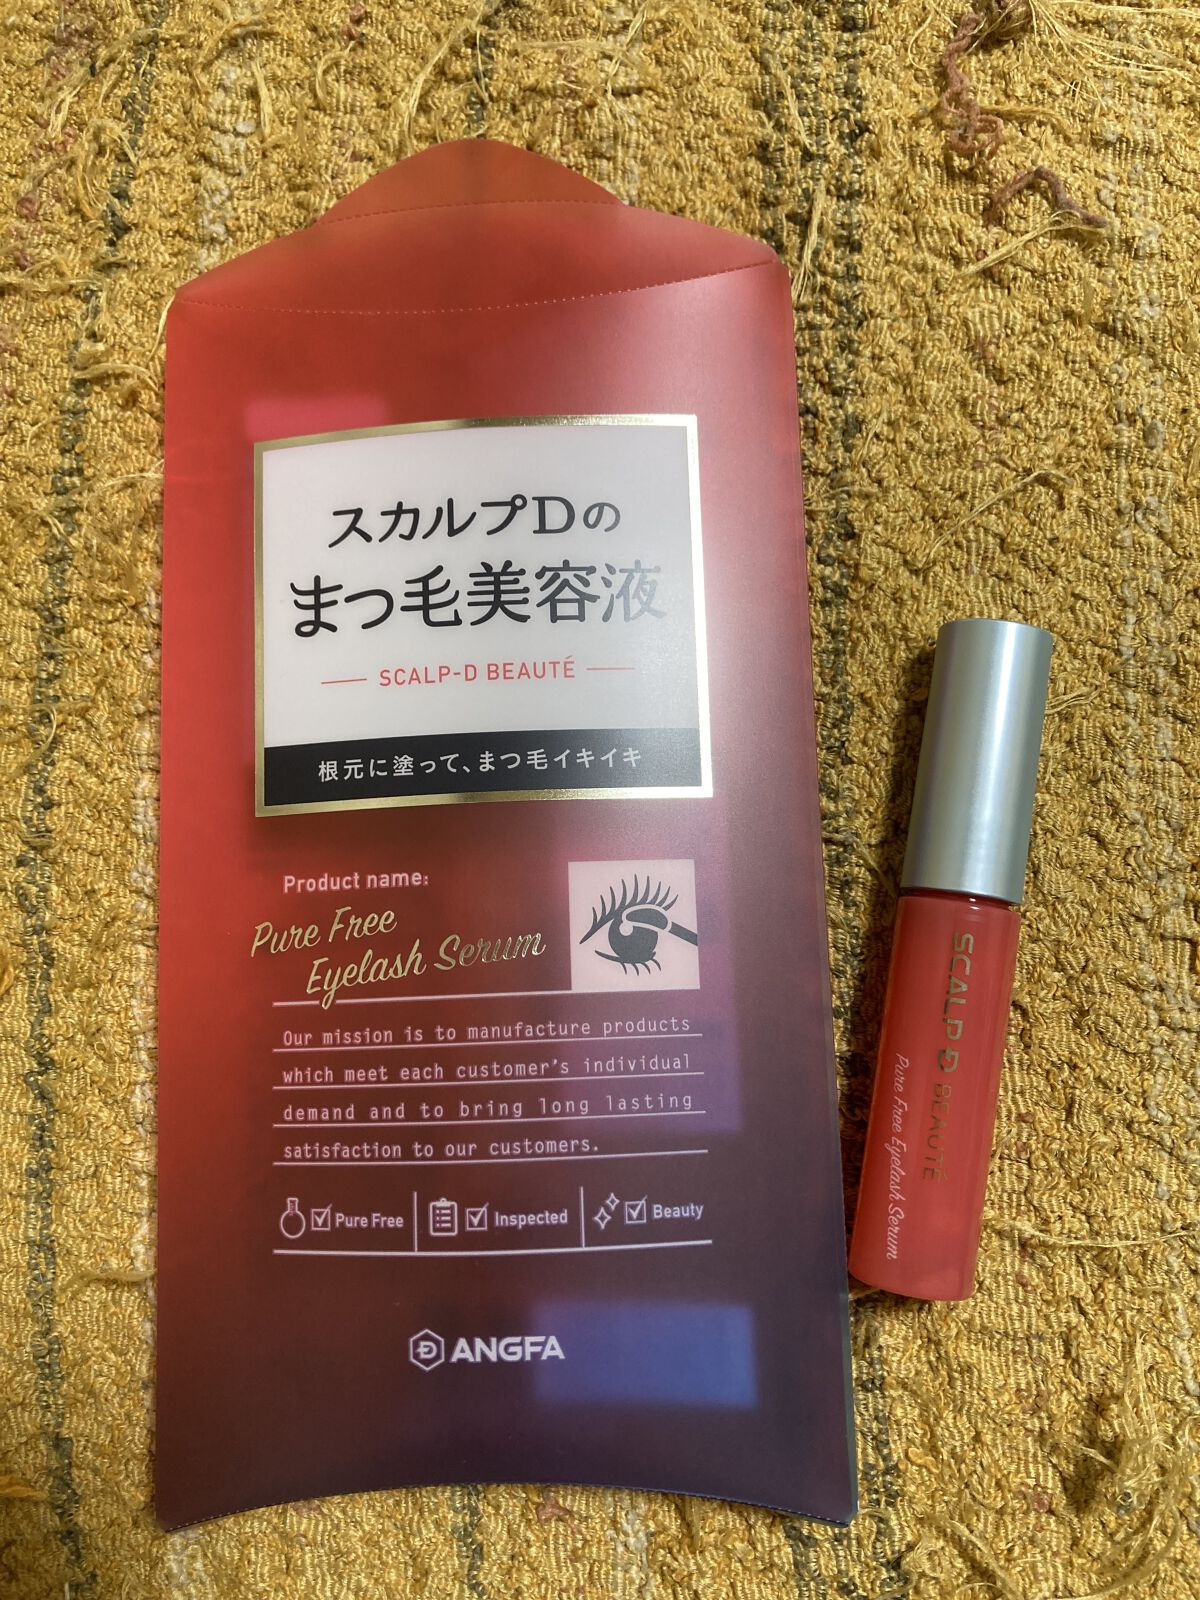 スカルプDの
まつ毛美容液
SCALP-D BEAUTÉ
根元に塗って、まつ毛イキイキ
Product name:
Pure Free
Eyelash Serum
Our mission is to manufacture products
which meet each customer's individual
demand and to bring long lasting
satisfaction to our customers.
Pure Free
Inspected
Beauty
ANGFA
SCALP-D BEAUTÉ
Pure Free Eyelash Serum